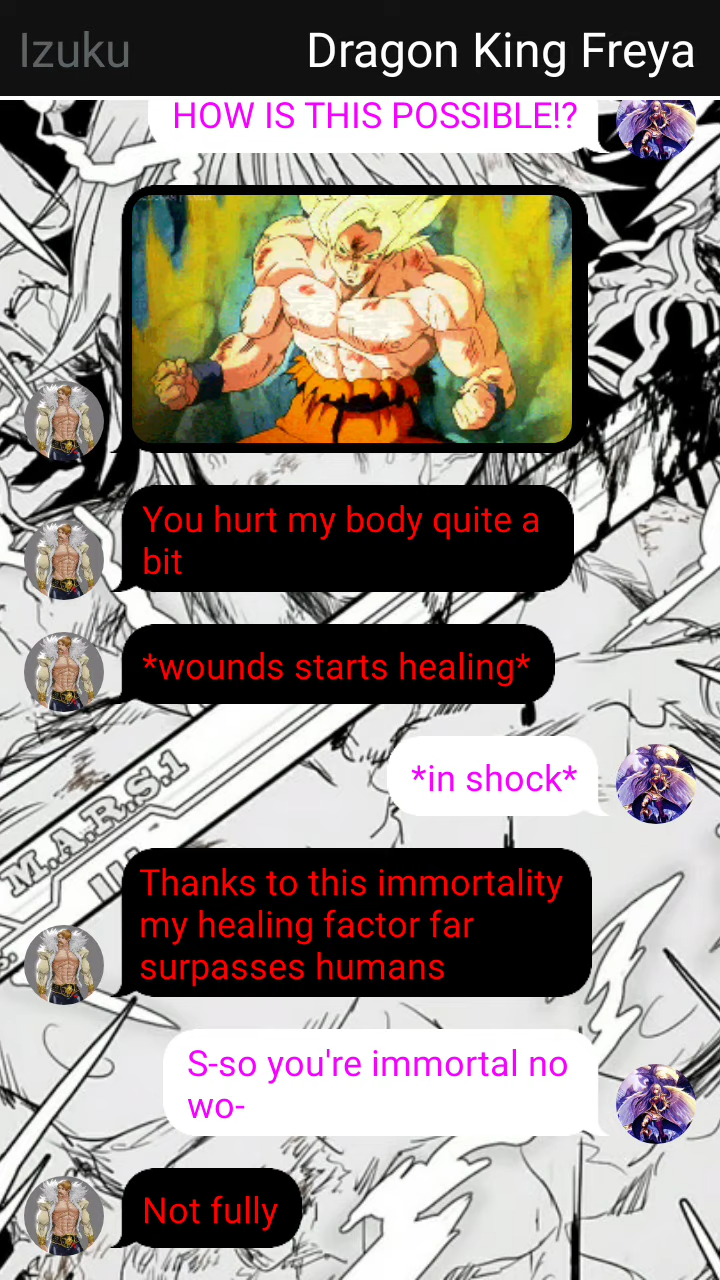 Izuku
Dragon King Freya
HOW IS THIS POSSIBLE!?
You hurt my body quite a
bit
*wounds starts healing*
*in shock*
M.A.R.S.1
Thanks to this immortality
my healing factor far
surpasses humans
S-so you're immortal no
wo-
Not fully